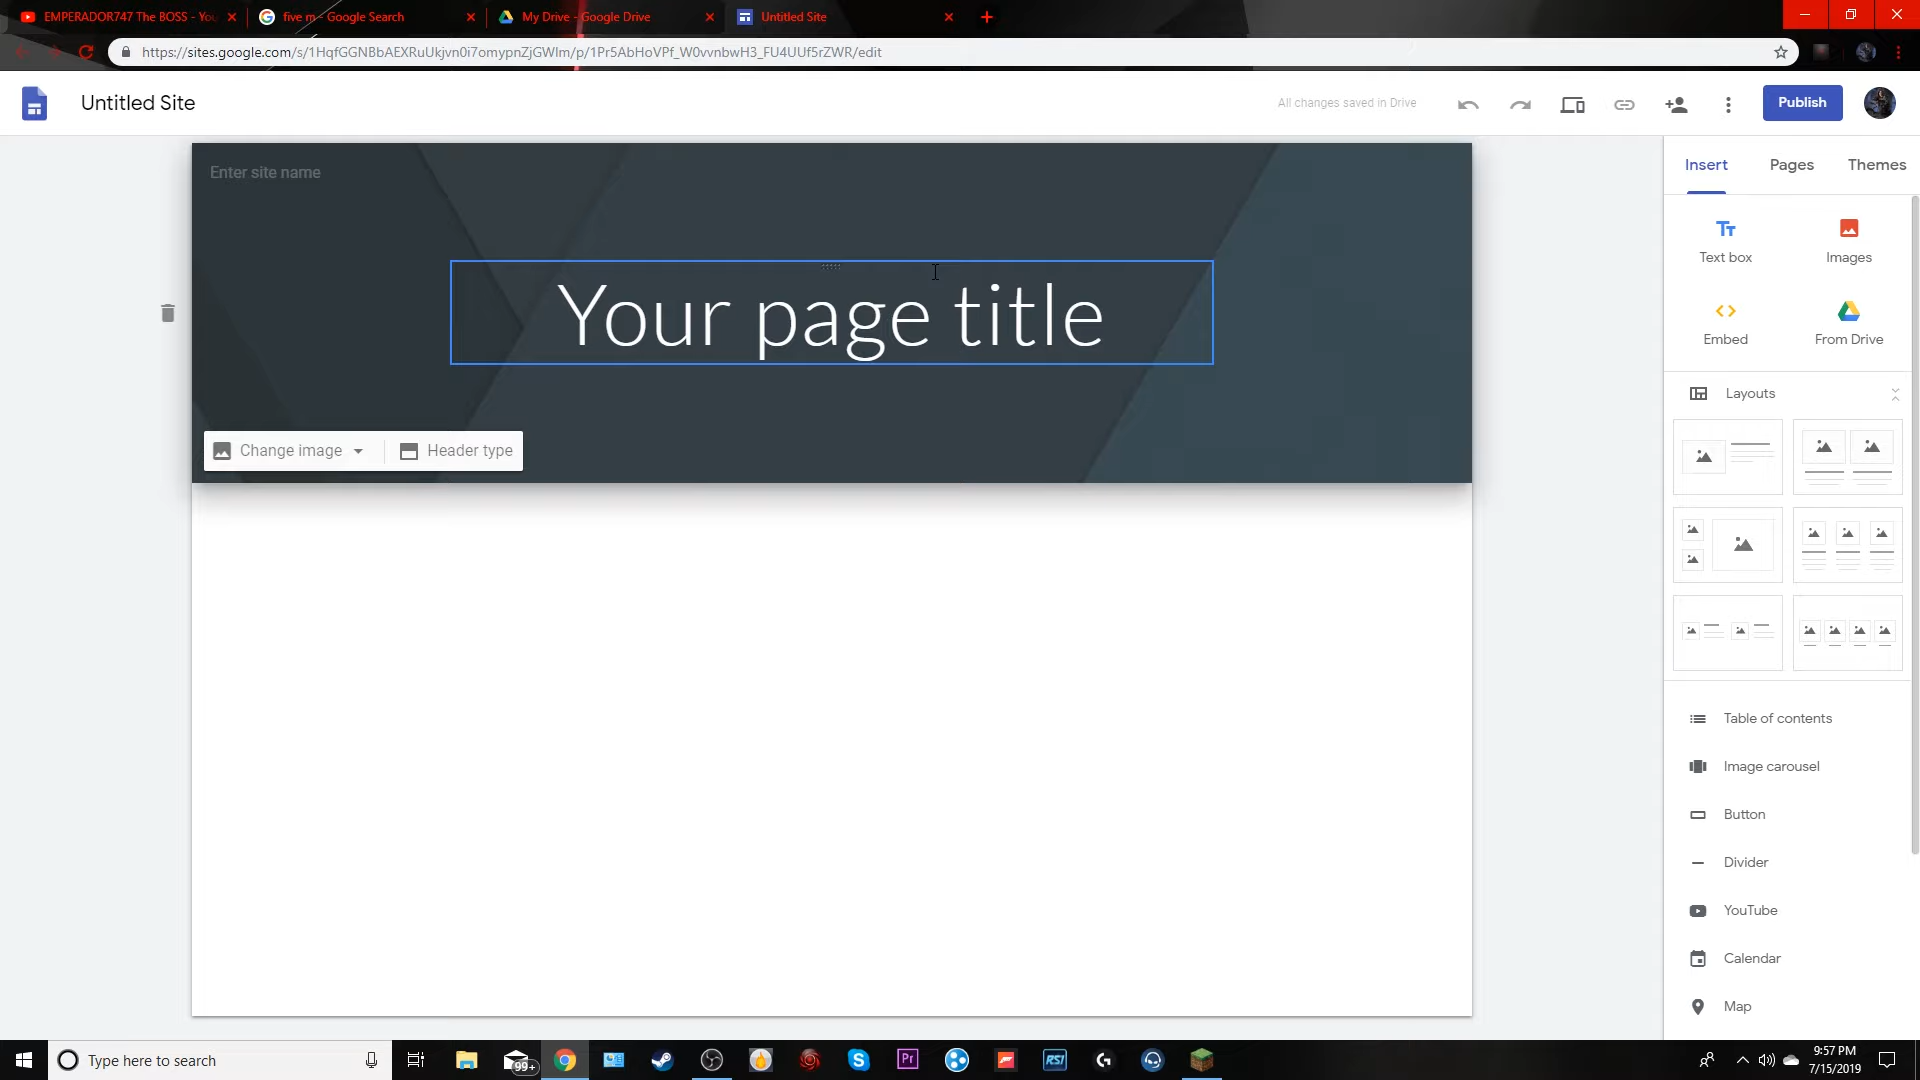 EMPERADOR747 The BOSS - You
five m - Google Search
My Drive - Google Drive
Untitled Site
https://sites.google.com/s/1HqfGGNBbAEXRuUkjvn0i7omypnZjGWlm/p/1Pr5AbHoVPf_W0vvnbwH3_FU4UUf5rZWR/edit
Untitled Site
All changes saved in Drive
Publish
Enter site name
Your page title
Change image
Header type
Insert
Pages
Themes
Text box
Images
Embed
From Drive
Layouts
Table of contents
Image carousel
Button
Divider
YouTube
Calendar
Map
Type here to search
99+
Pr
RSI
9:57 PM
7/15/2019